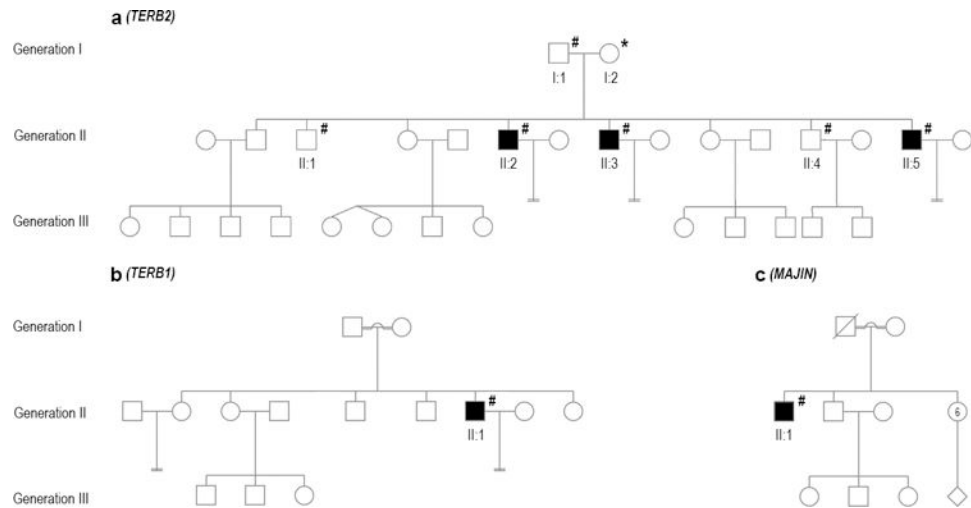 a (TERB2)
Generation I
# *
I:1 I:2
Generation II
# # # # #
II:1 II:2 II:3 II:4 II:5
Generation III
b (TERB1) c (MAJIN)
Generation I
Generation II
# # 6
II:1 II:1
Generation III